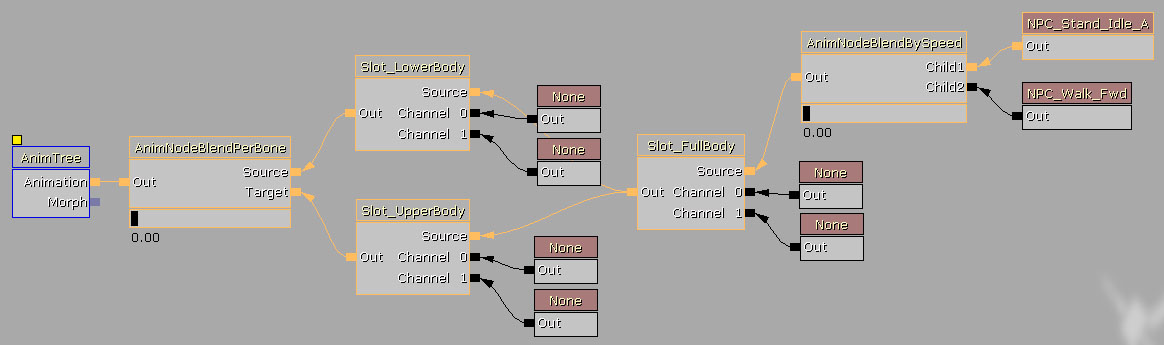 AnimTree
Animation
Morph
AnimNodeBlendPerBone
Out
Source
Target
0.00
Slot_LowerBody
Source
Out Channel 0
Channel 1
None
Out
None
Out
Slot_UpperBody
Source
Out Channel 0
Channel 1
None
Out
None
Out
Slot_FullBody
Source
Out Channel 0
Channel 1
None
Out
None
Out
AnimNodeBlendBySpeed
Child1
Out
Child2
0.00
NPC_Stand_Idle_A
Out
NPC_Walk_Fwd
Out